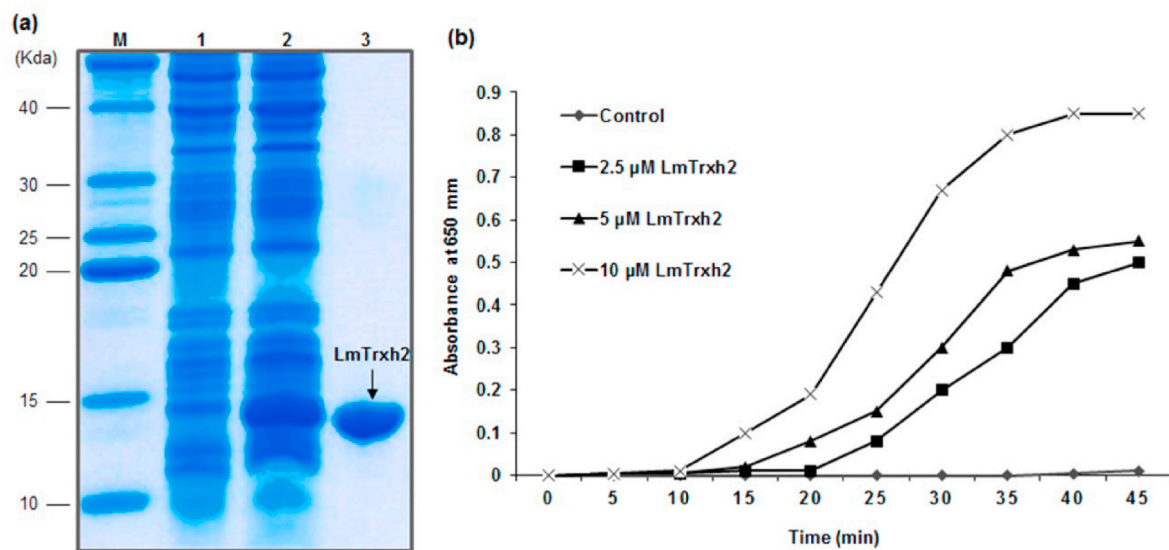 (a)
(Kda)
M 1 2 3
40
30
25
20
15
10
LmTrxh2
(b)
Absorbance at 650 mm
0.9
0.8
0.7
0.6
0.5
0.4
0.3
0.2
0.1
0
Control
2.5 µM LmTrxh2
5 µM LmTrxh2
10 µM LmTrxh2
0 5 10 15 20 25 30 35 40 45
Time (min)